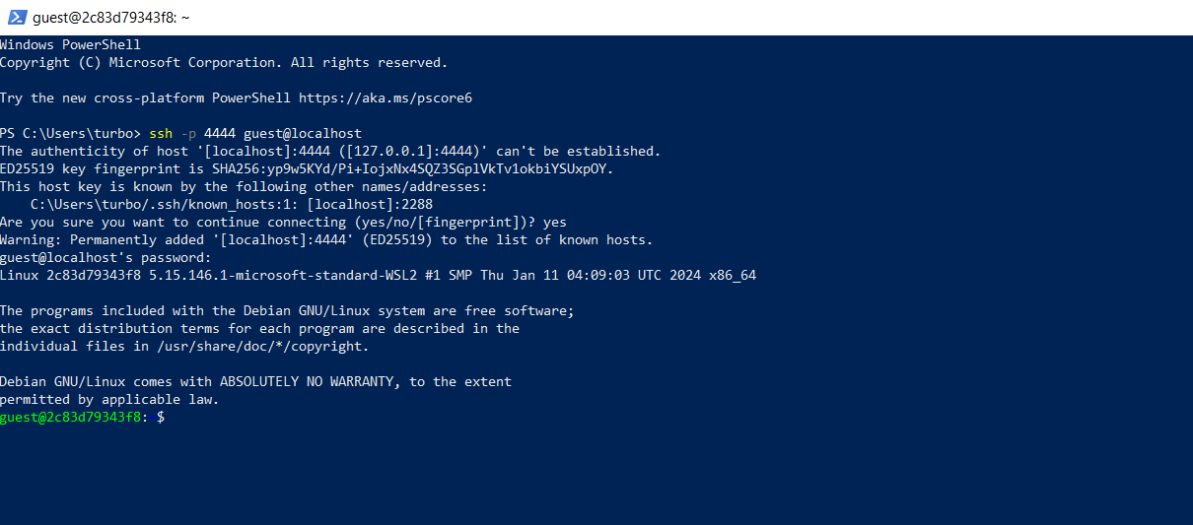 guest@2c83d79343f8: ~
Windows PowerShell
Copyright (C) Microsoft Corporation. All rights reserved.
Try the new cross-platform PowerShell https://aka.ms/pscore6
PS C:\Users\turbo> ssh -p 4444 guest@localhost
The authenticity of host '[localhost]:4444 ([127.0.0.1]:4444)' can't be established.
ED25519 key fingerprint is SHA256:yp9w5KYd/Pi+IojxNx4SQZ3SGplVkTv1okbiYSUxpOY.
This host key is known by the following other names/addresses:
    C:\Users\turbo/.ssh/known_hosts:1: [localhost]:2288
Are you sure you want to continue connecting (yes/no/[fingerprint])? yes
Warning: Permanently added '[localhost]:4444' (ED25519) to the list of known hosts.
guest@localhost's password:
Linux 2c83d79343f8 5.15.146.1-microsoft-standard-WSL2 #1 SMP Thu Jan 11 04:09:03 UTC 2024 x86_64
The programs included with the Debian GNU/Linux system are free software;
the exact distribution terms for each program are described in the
individual files in /usr/share/doc/*/copyright.
Debian GNU/Linux comes with ABSOLUTELY NO WARRANTY, to the extent
permitted by applicable law.
guest@2c83d79343f8: $